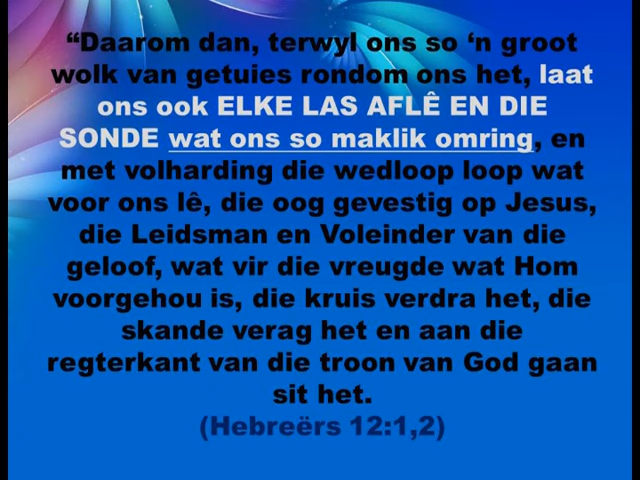 “Daarom dan, terwyl ons so ‘n groot
wolk van getuies rondom ons het, laat
ons ook ELKE LAS AFLÊ EN DIE
SONDE wat ons so maklik omring, en
met volharding die wedloop loop wat
voor ons lê, die oog gevestig op Jesus,
die Leidsman en Voleinder van die
geloof, wat vir die vreugde wat Hom
voorgehou is, die kruis verdra het, die
skande verag het en aan die
regterkant van die troon van God gaan
sit het.
(Hebreërs 12:1,2)